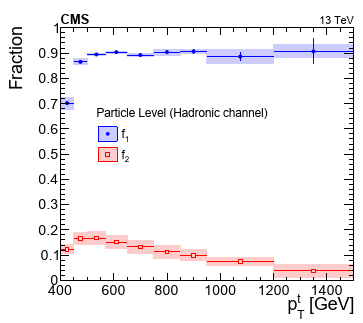 CMS 13 TeV
Fraction
1
0.9
0.8
0.7
0.6
0.5
0.4
0.3
0.2
0.1
0
Particle Level (Hadronic channel)
f₁
f₂
400 600 800 1000 1200 1400
pᵗT [GeV]